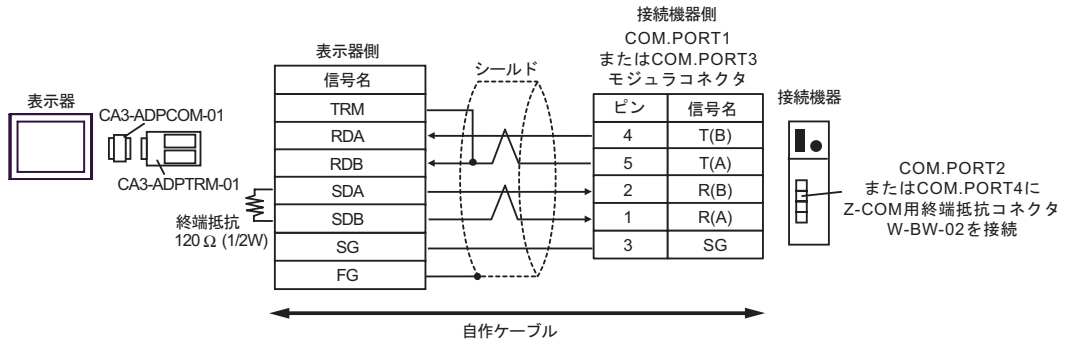 接続機器側
COM.PORT1
またはCOM.PORT3
モジュラコネクタ
表示器側
シールド
信号名
TRM
RDA
RDB
SDA
SDB
SG
FG
ピン 信号名
4 T(B)
5 T(A)
2 R(B)
1 R(A)
3 SG
表示器
CA3-ADPCOM-01
CA3-ADPTRM-01
終端抵抗
120 Ω (1/2W)
接続機器
COM.PORT2
またはCOM.PORT4に
Z-COM用終端抵抗コネクタ
W-BW-02を接続
自作ケーブル